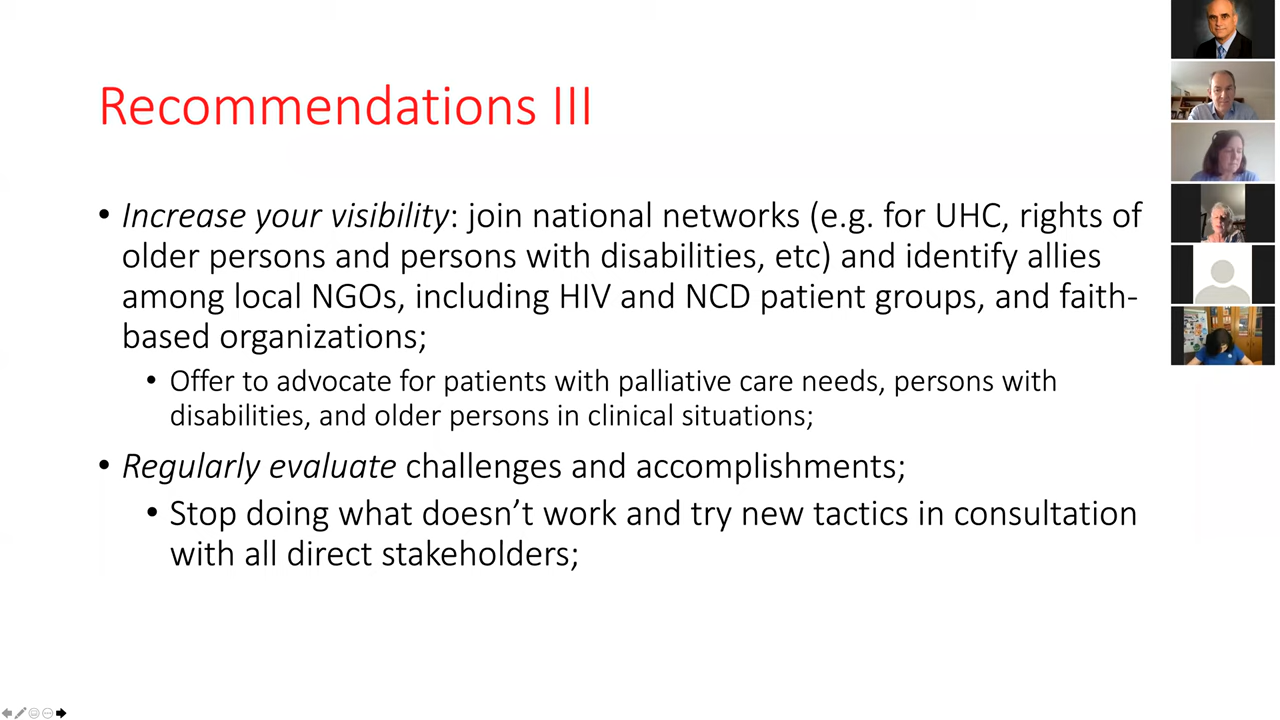 Recommendations III
• Increase your visibility: join national networks (e.g. for UHC, rights of
older persons and persons with disabilities, etc) and identify allies
among local NGOs, including HIV and NCD patient groups, and faith-
based organizations;
• Offer to advocate for patients with palliative care needs, persons with
disabilities, and older persons in clinical situations;
• Regularly evaluate challenges and accomplishments;
• Stop doing what doesn’t work and try new tactics in consultation
with all direct stakeholders;